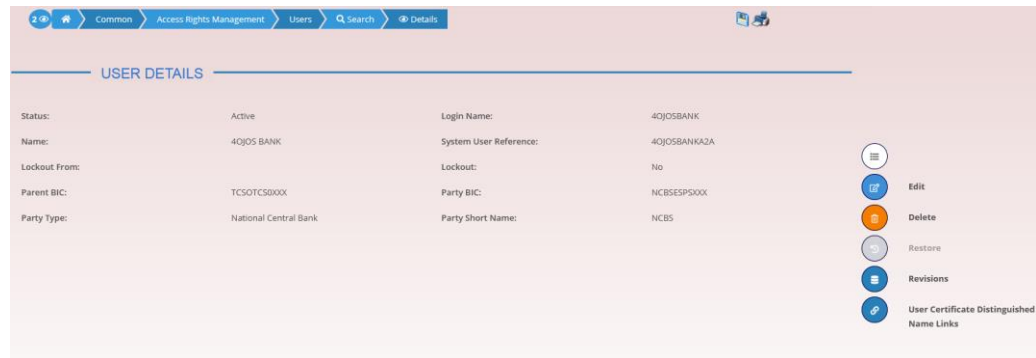 2 Common Access Rights Management Users Search Details
USER DETAILS
Status: Active Login Name: 4OJOSBANK
Name: 4OJOS BANK System User Reference: 4OJOSBANKA2A
Lockout From: Lockout: No
Parent BIC: TCSOTCS0XXX Party BIC: NCBSESPSXXX
Party Type: National Central Bank Party Short Name: NCBS
Edit
Delete
Restore
Revisions
User Certificate Distinguished
Name Links